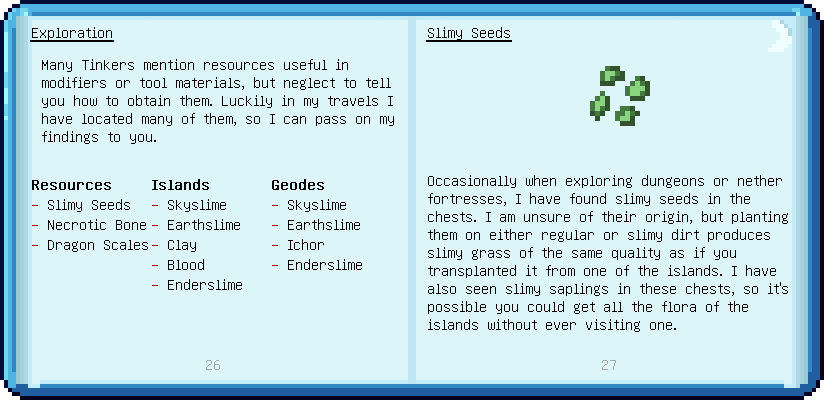 Exploration
Many Tinkers mention resources useful in
modifiers or tool materials, but neglect to tell
you how to obtain them. Luckily in my travels I
have located many of them, so I can pass on my
findings to you.
Resources
- Slimy Seeds
- Necrotic Bone
- Dragon Scales
Islands
- Skyslime
- Earthslime
- Clay
- Blood
- Enderslime
Geodes
- Skyslime
- Earthslime
- Ichor
- Enderslime
26
Slimy Seeds
Occasionally when exploring dungeons or nether
fortresses, I have found slimy seeds in the
chests. I am unsure of their origin, but planting
them on either regular or slimy dirt produces
slimy grass of the same quality as if you
transplanted it from one of the islands. I have
also seen slimy saplings in these chests, so it's
possible you could get all the flora of the
islands without ever visiting one.
27